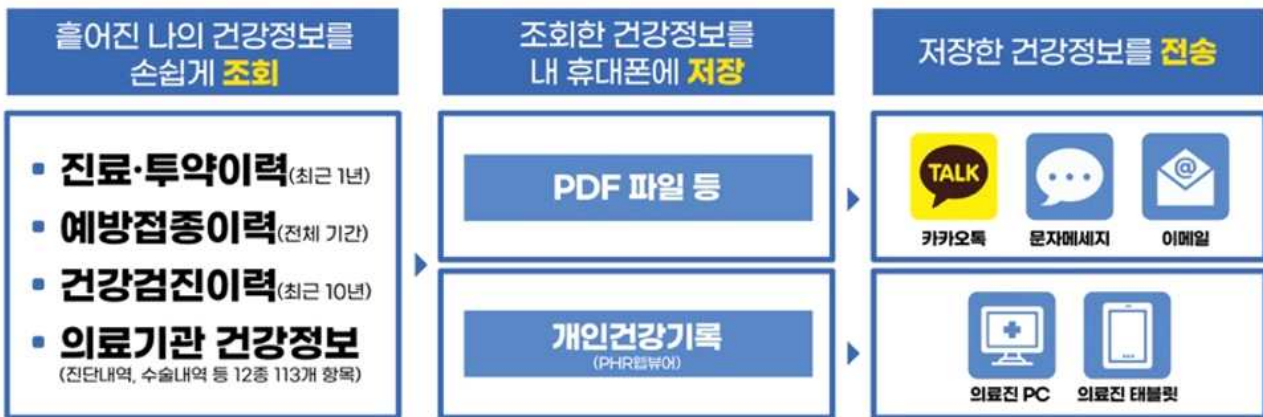 흩어진 나의 건강정보를
손쉽게 조회
▪ 진료·투약이력(최근 1년)
▪ 예방접종이력(전체 기간)
▪ 건강검진이력(최근 10년)
▪ 의료기관 건강정보
(진단내역, 수술내역 등 12종 113개 항목)
조회한 건강정보를
내 휴대폰에 저장
PDF 파일 등
개인건강기록
(PHR웹뷰어)
저장한 건강정보를 전송
TALK
@
카카오톡 문자메세지 이메일
의료진 PC 의료진 태블릿